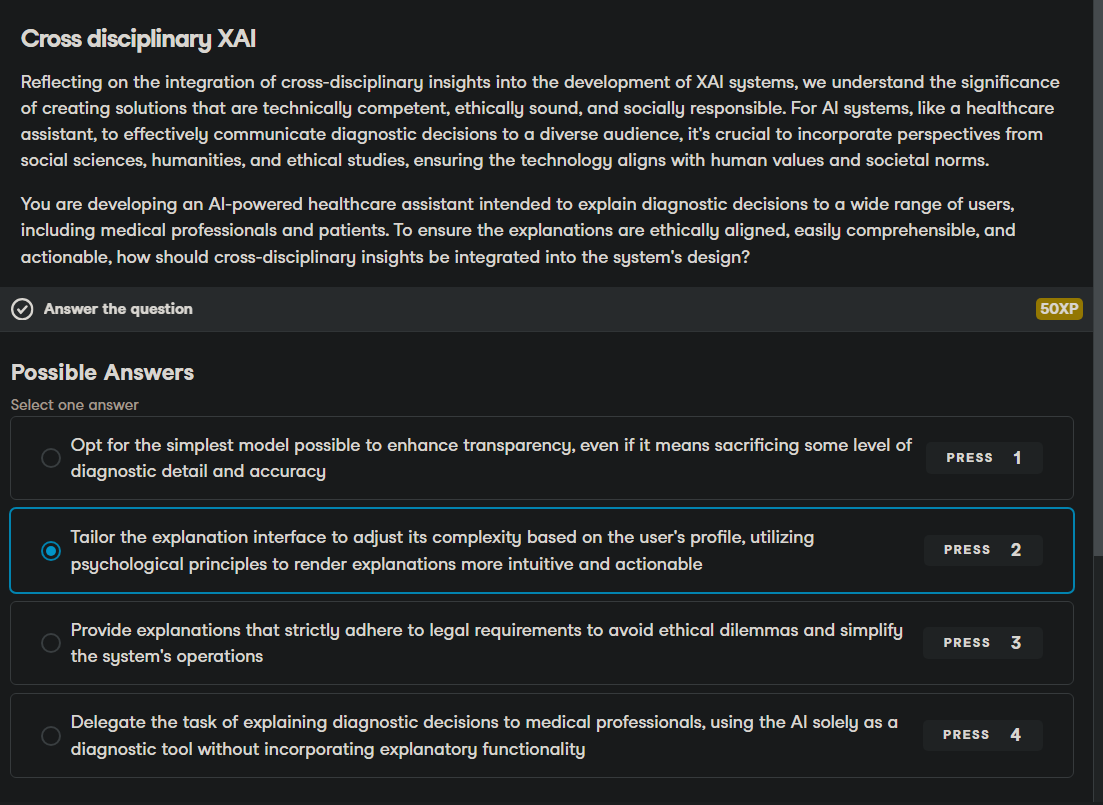 Cross disciplinary XAI
Reflecting on the integration of cross-disciplinary insights into the development of XAI systems, we understand the significance
of creating solutions that are technically competent, ethically sound, and socially responsible. For AI systems, like a healthcare
assistant, to effectively communicate diagnostic decisions to a diverse audience, it's crucial to incorporate perspectives from
social sciences, humanities, and ethical studies, ensuring the technology aligns with human values and societal norms.
You are developing an AI-powered healthcare assistant intended to explain diagnostic decisions to a wide range of users,
including medical professionals and patients. To ensure the explanations are ethically aligned, easily comprehensible, and
actionable, how should cross-disciplinary insights be integrated into the system's design?
Answer the question
50XP
Possible Answers
Select one answer
Opt for the simplest model possible to enhance transparency, even if it means sacrificing some level of
diagnostic detail and accuracy
PRESS 1
Tailor the explanation interface to adjust its complexity based on the user's profile, utilizing
psychological principles to render explanations more intuitive and actionable
PRESS 2
Provide explanations that strictly adhere to legal requirements to avoid ethical dilemmas and simplify
the system's operations
PRESS 3
Delegate the task of explaining diagnostic decisions to medical professionals, using the AI solely as a
diagnostic tool without incorporating explanatory functionality
PRESS 4